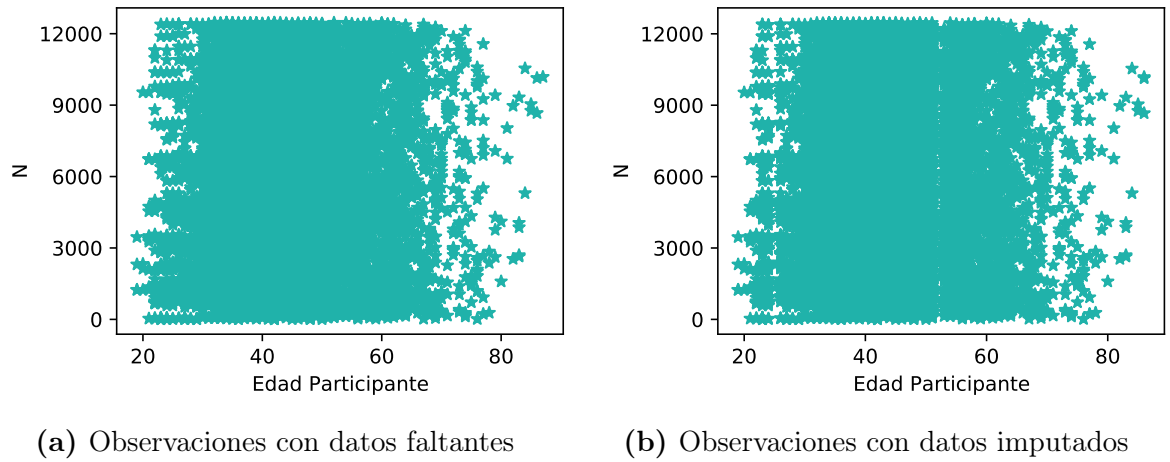 12000
9000
6000
3000
0
N
20 40 60 80
Edad Participante
(a) Observaciones con datos faltantes
12000
9000
6000
3000
0
N
20 40 60 80
Edad Participante
(b) Observaciones con datos imputados